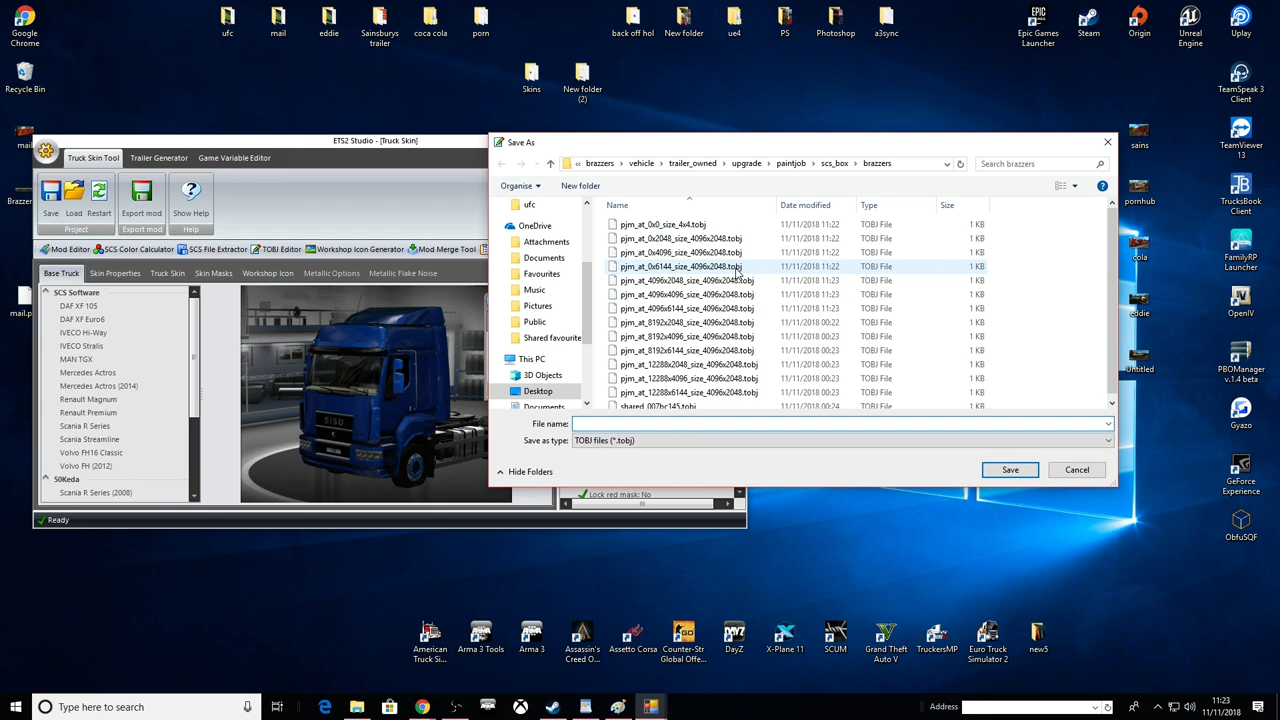 Google Chrome
ufc
mail
eddie
Sainsburys trailer
coca cola
porn
back off hol
New folder
ue4
PS
Photoshop
a3sync
Epic Games Launcher
Steam
Origin
Unreal Engine
Uplay
Recycle Bin
Skins
New folder (2)
TeamSpeak 3 Client
mai
sains
TeamViewer 13
Brazzer
pornhub
TrucksBook Client
cola
FamilyRP Launcher
mail.p
eddie
OpenIV
Untitled
PBOManager v.1.4 beta
Gyazo
GeForce Experience
ObfuSQF
ETS2 Studio - [Truck Skin]
Truck Skin Tool
Trailer Generator
Game Variable Editor
Save
Load
Restart
Export mod
Show Help
Project
Export mod
Help
Mod Editor
SCS Color Calculator
SCS File Extractor
TOBJ Editor
Workshop Icon Generator
Mod Merge Tool
Base Truck
Skin Properties
Truck Skin
Skin Masks
Workshop Icon
Metallic Options
Metallic Flake Noise
SCS Software
DAF XF 105
DAF XF Euro6
IVECO Hi-Way
IVECO Stralis
MAN TGX
Mercedes Actros
Mercedes Actros (2014)
Renault Magnum
Renault Premium
Scania R Series
Scania Streamline
Volvo FH16 Classic
Volvo FH (2012)
50Keda
Scania R Series (2008)
SISU
Lock red mask: No
Ready
Save As
« brazzers › vehicle › trailer_owned › upgrade › paintjob › scs_box › brazzers
Search brazzers
Organise
New folder
ufc
OneDrive
Attachments
Documents
Favourites
Music
Pictures
Public
Shared favourite
This PC
3D Objects
Desktop
Documents
Name Date modified Type Size
pjm_at_0x0_size_4x4.tobj 11/11/2018 11:22 TOBJ File 1 KB
pjm_at_0x2048_size_4096x2048.tobj 11/11/2018 11:22 TOBJ File 1 KB
pjm_at_0x4096_size_4096x2048.tobj 11/11/2018 11:22 TOBJ File 1 KB
pjm_at_0x6144_size_4096x2048.tobj 11/11/2018 11:22 TOBJ File 1 KB
pjm_at_4096x2048_size_4096x2048.tobj 11/11/2018 11:23 TOBJ File 1 KB
pjm_at_4096x4096_size_4096x2048.tobj 11/11/2018 11:23 TOBJ File 1 KB
pjm_at_4096x6144_size_4096x2048.tobj 11/11/2018 11:23 TOBJ File 1 KB
pjm_at_8192x2048_size_4096x2048.tobj 11/11/2018 00:22 TOBJ File 1 KB
pjm_at_8192x4096_size_4096x2048.tobj 11/11/2018 00:23 TOBJ File 1 KB
pjm_at_8192x6144_size_4096x2048.tobj 11/11/2018 00:23 TOBJ File 1 KB
pjm_at_12288x2048_size_4096x2048.tobj 11/11/2018 00:23 TOBJ File 1 KB
pjm_at_12288x4096_size_4096x2048.tobj 11/11/2018 00:23 TOBJ File 1 KB
pjm_at_12288x6144_size_4096x2048.tobj 11/11/2018 00:23 TOBJ File 1 KB
shared_007bc145.tobj 11/11/2018 00:24 TOBJ File 1 KB
File name:
Save as type: TOBJ files (*.tobj)
Hide Folders
Save
Cancel
American Truck Si...
Arma 3 Tools
Arma 3
Assassin's Creed O...
Assetto Corsa
Counter-Str Global Offe...
DayZ
X-Plane 11
SCUM
Grand Theft Auto V
TruckersMP
Euro Truck Simulator 2
new5
Type here to search
Address
11:23
11/11/2018